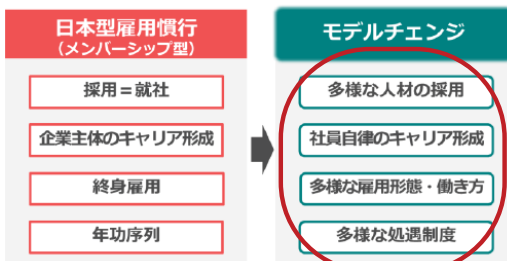 日本型雇用慣行
（メンバーシップ型）
採用＝就社
企業主体のキャリア形成
終身雇用
年功序列
モデルチェンジ
多様な人材の採用
社員自律のキャリア形成
多様な雇用形態・働き方
多様な処遇制度